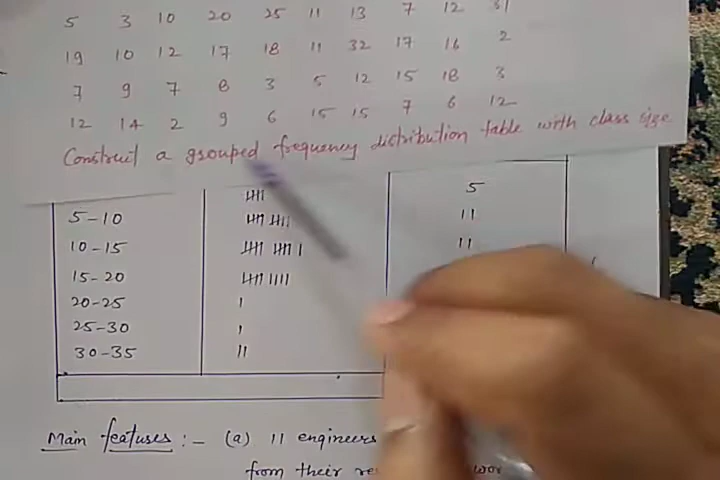 5 3 10 20 25 11 13 7 12 31
19 10 12 17 18 11 32 17 16 2
7 9 7 8 3 5 12 15 18 3
12 14 2 9 6 15 15 7 6 12
Construct a grouped frequency distribution table with class size
5
5-10 11
10-15 11
15-20
20-25
25-30
30-35
Main featuses :- (a) 11 engineers
from their